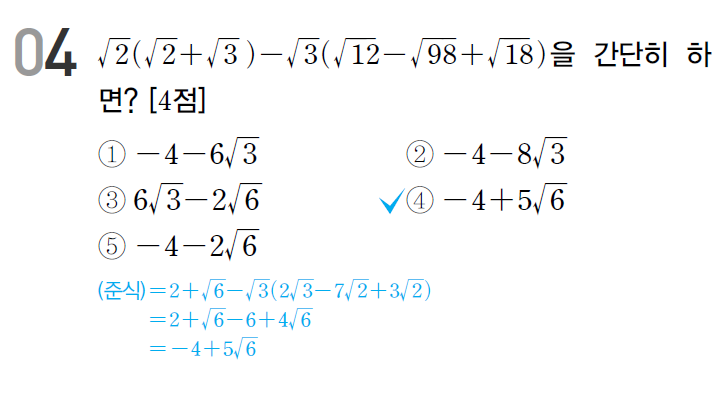 04 √2(√2+√3)-√3(√12-√98+√18)을 간단히 하
면? [4점]
① -4-6√3 ② -4-8√3
③ 6√3-2√6 ④ -4+5√6
⑤ -4-2√6
(준식)=2+√6-√3(2√3-7√2+3√2)
=2+√6-6+4√6
=-4+5√6